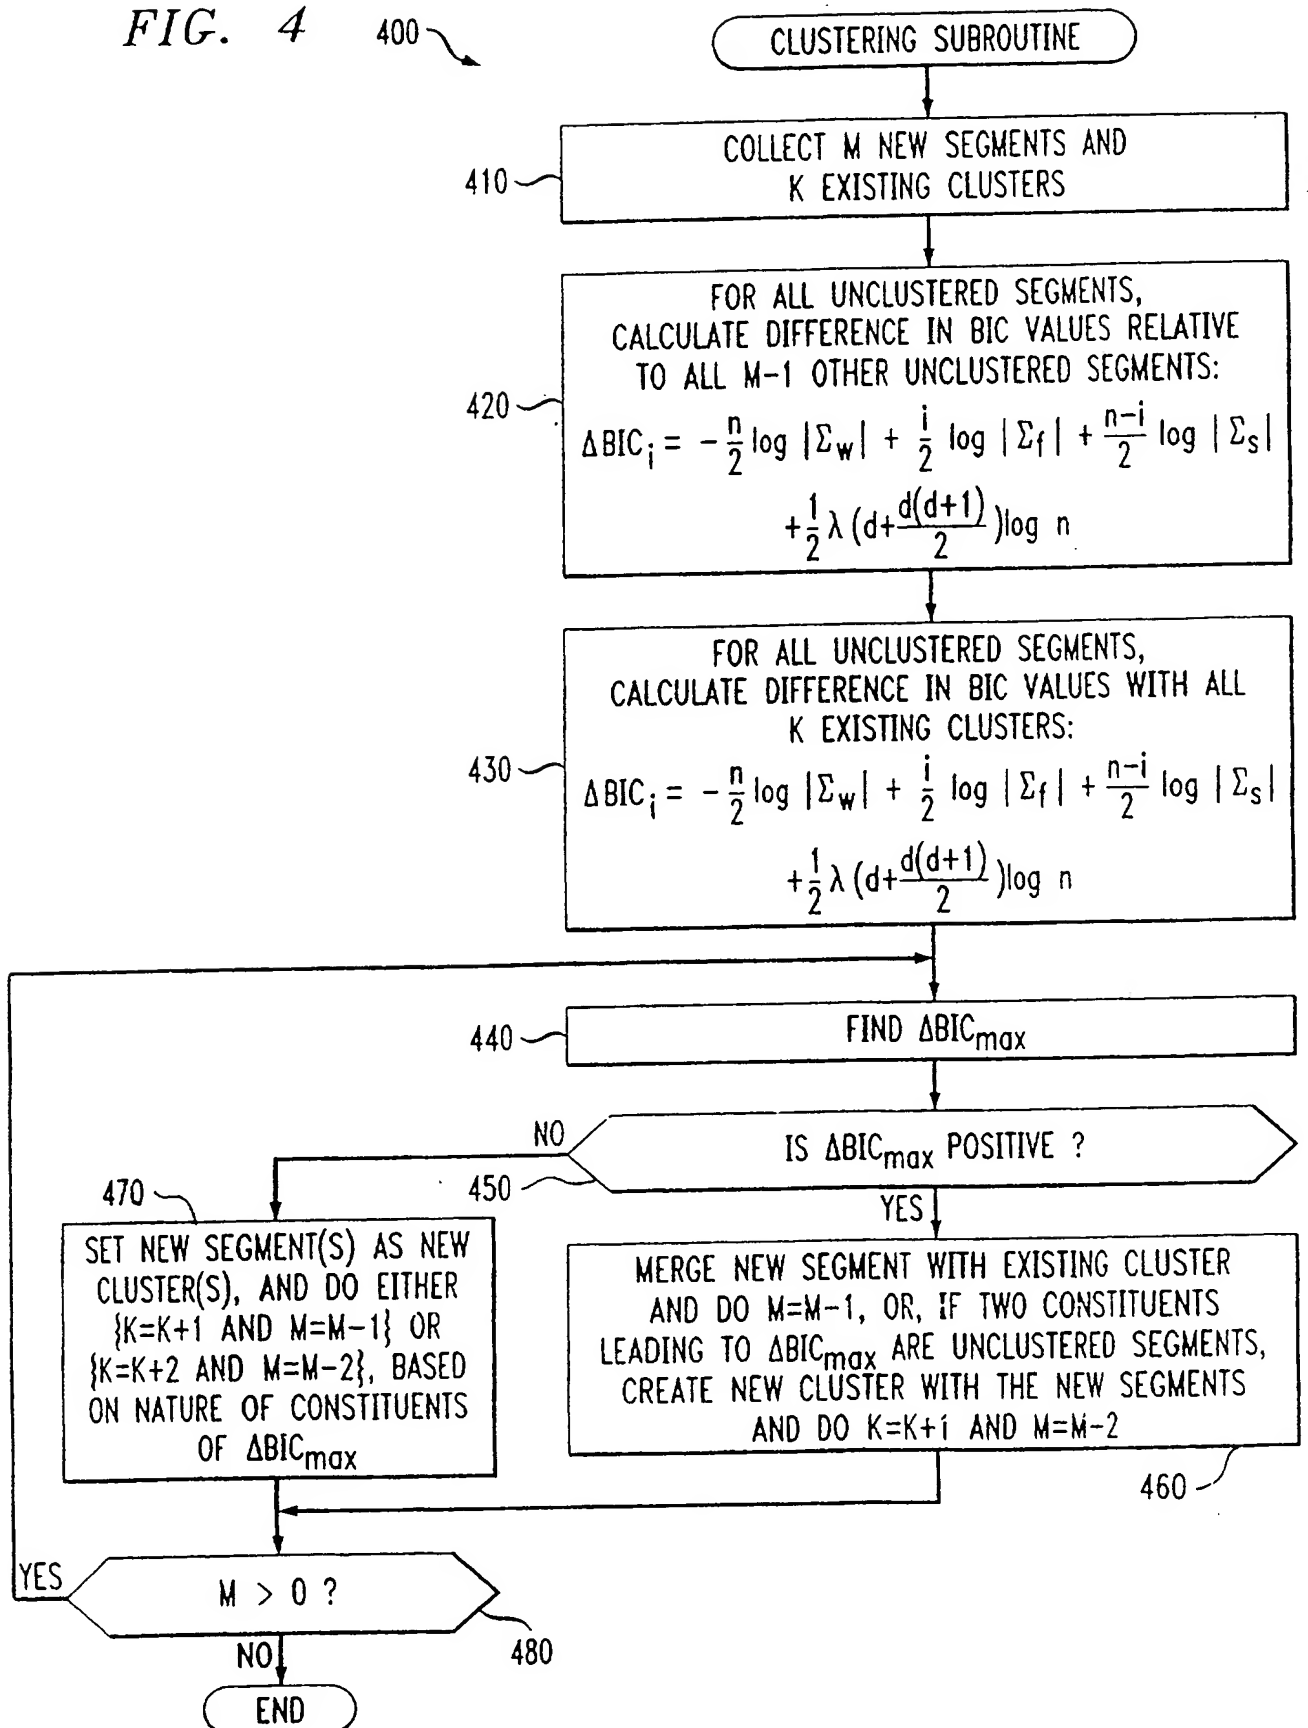 FIG. 4
400
CLUSTERING SUBROUTINE
COLLECT M NEW SEGMENTS AND
K EXISTING CLUSTERS
410
FOR ALL UNCLUSTERED SEGMENTS,
CALCULATE DIFFERENCE IN BIC VALUES RELATIVE
TO ALL M-1 OTHER UNCLUSTERED SEGMENTS:
420
ΔBIC_i = - n/2 log |Σ_w| + i/2 log |Σ_f| + (n-i)/2 log |Σ_s|
+ 1/2 λ (d+ d(d+1)/2 )log n
FOR ALL UNCLUSTERED SEGMENTS,
CALCULATE DIFFERENCE IN BIC VALUES WITH ALL
K EXISTING CLUSTERS:
430
ΔBIC_i = - n/2 log |Σ_w| + i/2 log |Σ_f| + (n-i)/2 log |Σ_s|
+ 1/2 λ (d+ d(d+1)/2 )log n
440
FIND ΔBIC_max
IS ΔBIC_max POSITIVE ?
450
NO
YES
470
SET NEW SEGMENT(S) AS NEW
CLUSTER(S), AND DO EITHER
{K=K+1 AND M=M-1} OR
{K=K+2 AND M=M-2}, BASED
ON NATURE OF CONSTITUENTS
OF ΔBIC_max
MERGE NEW SEGMENT WITH EXISTING CLUSTER
AND DO M=M-1, OR, IF TWO CONSTITUENTS
LEADING TO ΔBIC_max ARE UNCLUSTERED SEGMENTS,
CREATE NEW CLUSTER WITH THE NEW SEGMENTS
AND DO K=K+i AND M=M-2
460
YES
M > 0 ?
480
NO
END